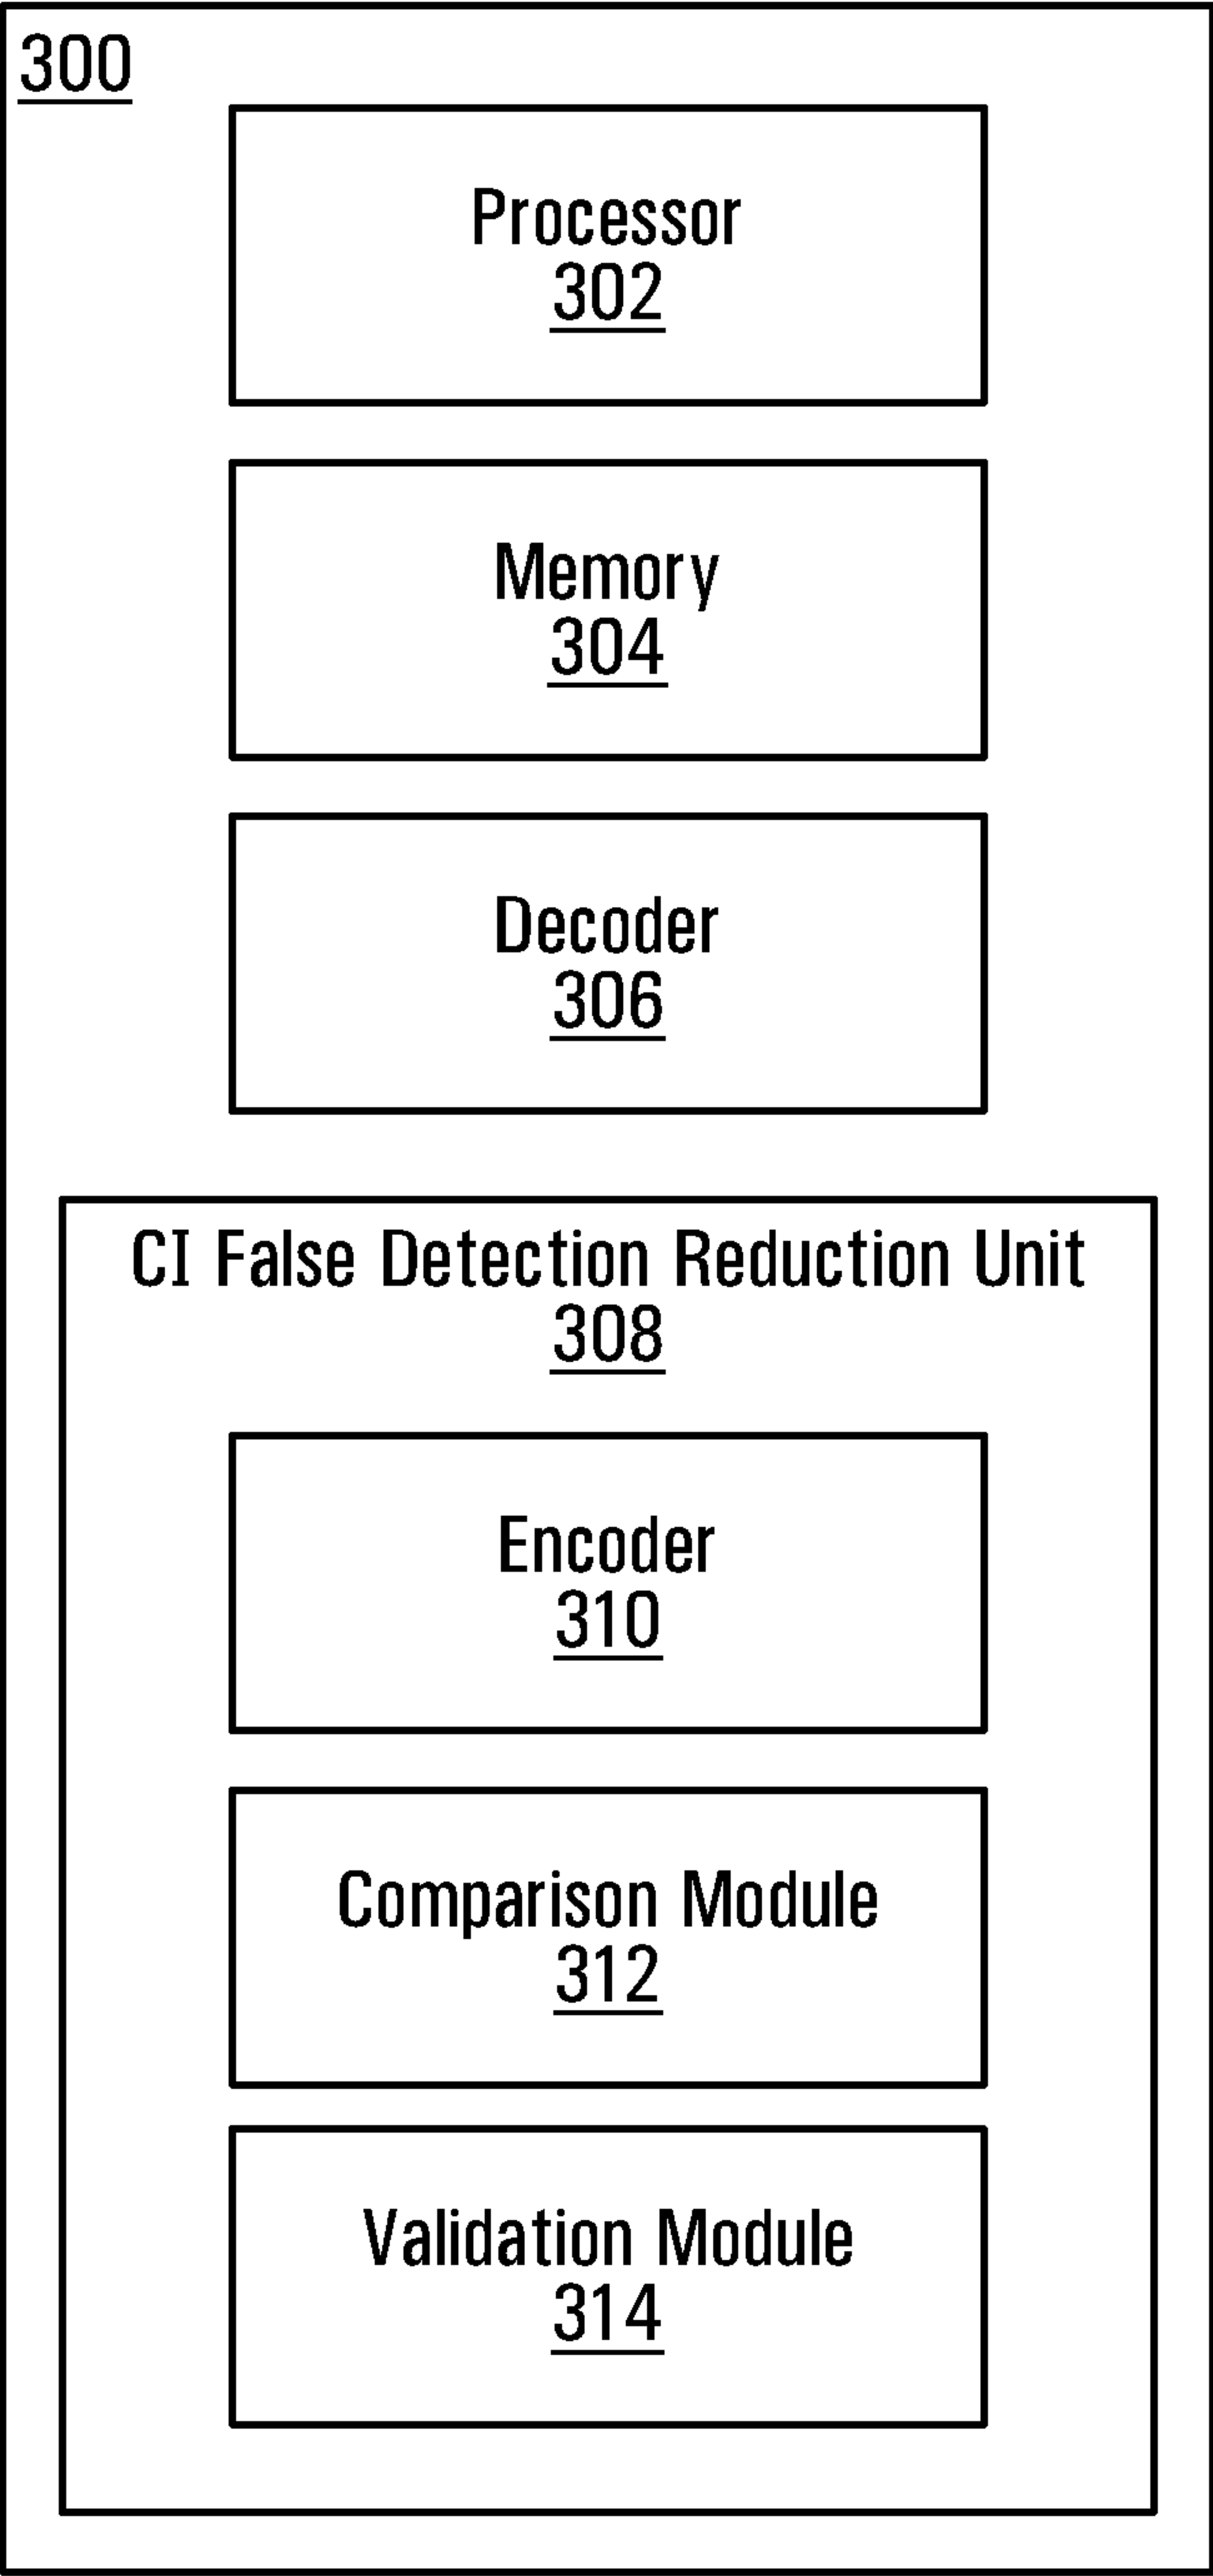 300
Processor
302
Memory
304
Decoder
306
CI False Detection Reduction Unit
308
Encoder
310
Comparison Module
312
Validation Module
314